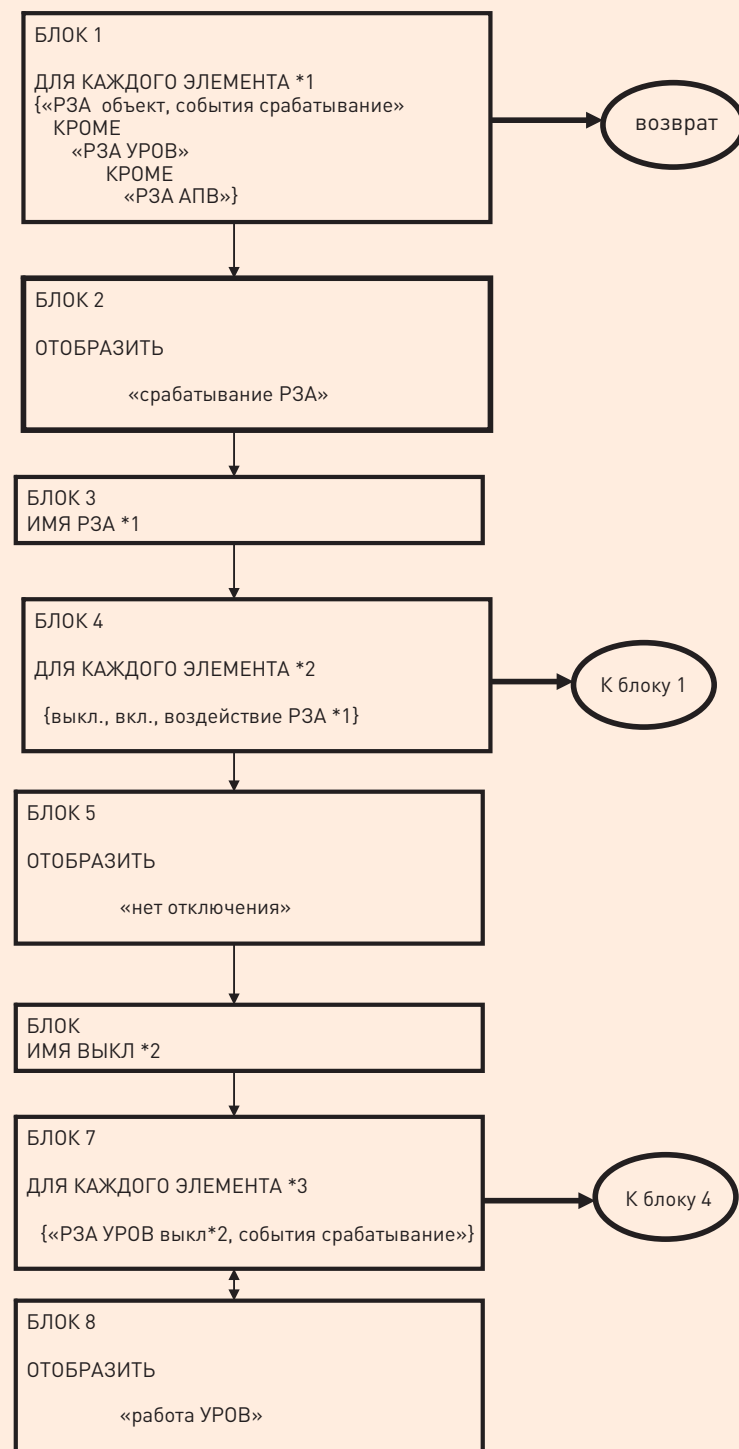 БЛОК 1
ДЛЯ КАЖДОГО ЭЛЕМЕНТА *1
{«РЗА объект, события срабатывание»
КРОМЕ
«РЗА УРОВ»
КРОМЕ
«РЗА АПВ»}
возврат
БЛОК 2
ОТОБРАЗИТЬ
«срабатывание РЗА»
БЛОК 3
ИМЯ РЗА *1
БЛОК 4
ДЛЯ КАЖДОГО ЭЛЕМЕНТА *2
{выкл., вкл., воздействие РЗА *1}
К блоку 1
БЛОК 5
ОТОБРАЗИТЬ
«нет отключения»
БЛОК
ИМЯ ВЫКЛ *2
БЛОК 7
ДЛЯ КАЖДОГО ЭЛЕМЕНТА *3
{«РЗА УРОВ выкл*2, события срабатывание»}
К блоку 4
БЛОК 8
ОТОБРАЗИТЬ
«работа УРОВ»